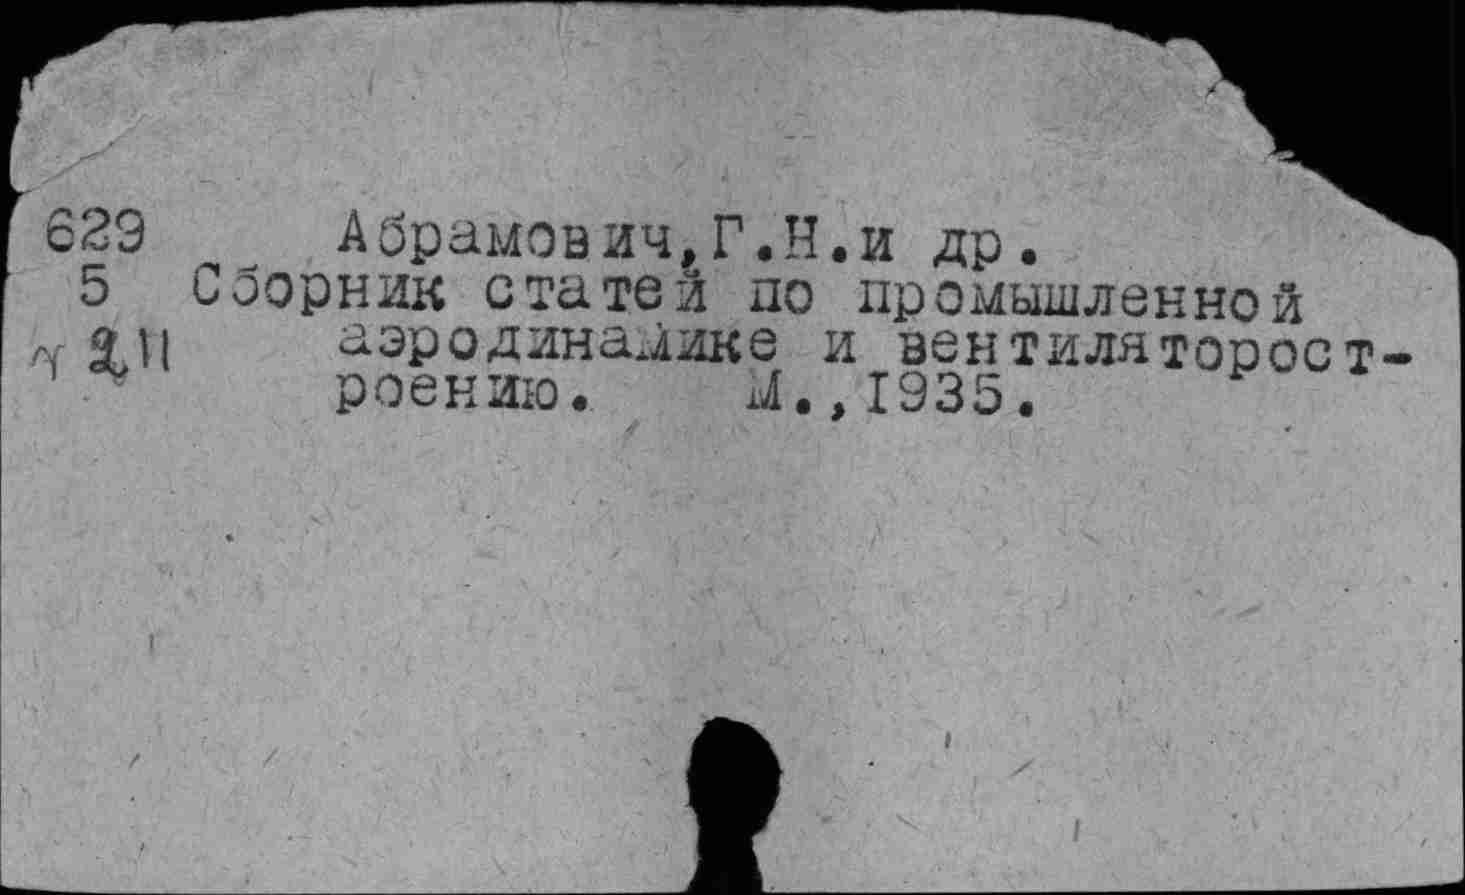 629 Абрамович,Г.Н.и др.
5 Сборник статей по промышленной
аэродинамике и вентиляторост-
роению. М.,1935.